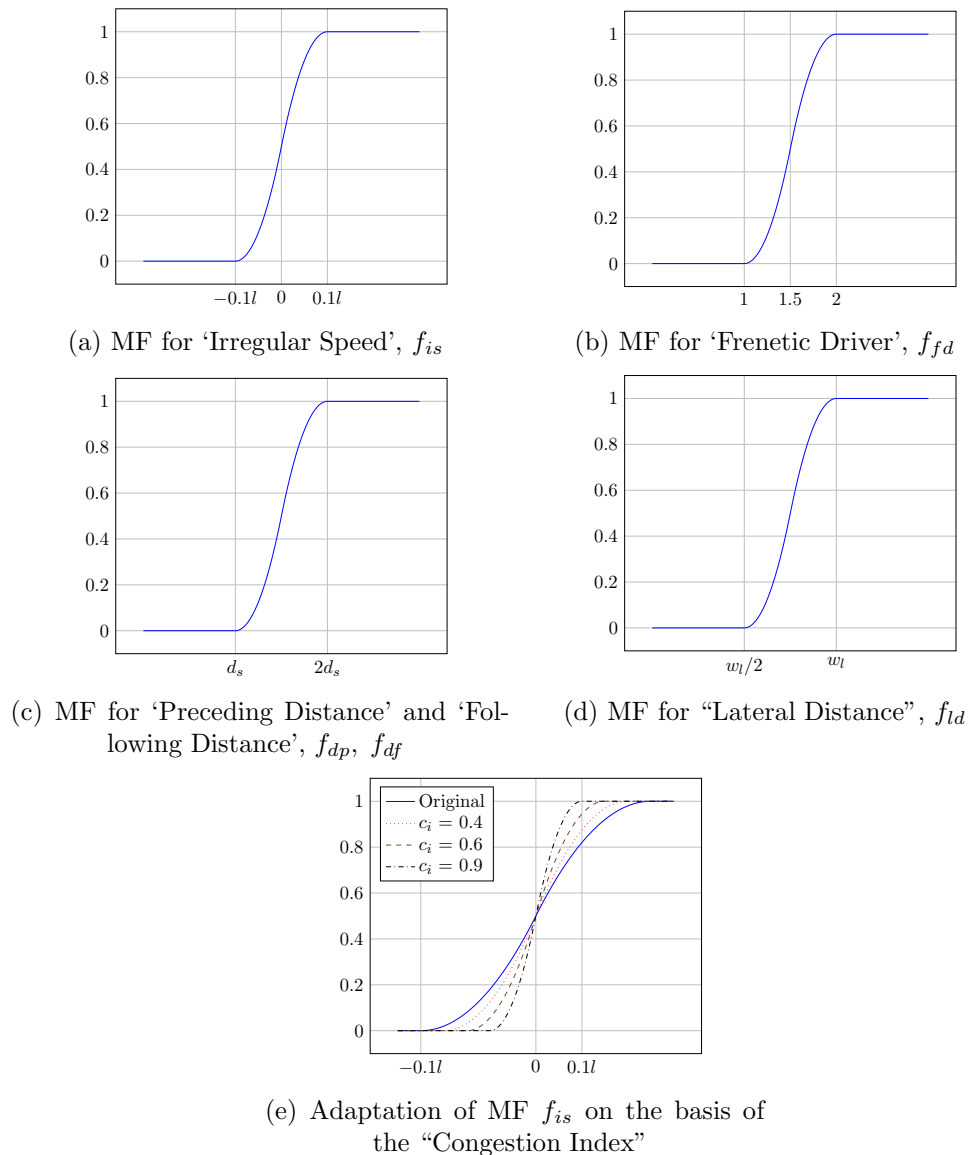 1
0.8
0.6
0.4
0.2
0
−0.1l 0 0.1l
(a) MF for ‘Irregular Speed’, f_is
1
0.8
0.6
0.4
0.2
0
1 1.5 2
(b) MF for ‘Frenetic Driver’, f_fd
1
0.8
0.6
0.4
0.2
0
d_s 2d_s
(c) MF for ‘Preceding Distance’ and ‘Fol-
lowing Distance’, f_dp, f_df
1
0.8
0.6
0.4
0.2
0
w_l/2 w_l
(d) MF for “Lateral Distance”, f_ld
1
0.8
0.6
0.4
0.2
0
Original
c_i = 0.4
c_i = 0.6
c_i = 0.9
−0.1l 0 0.1l
(e) Adaptation of MF f_is on the basis of
the “Congestion Index”